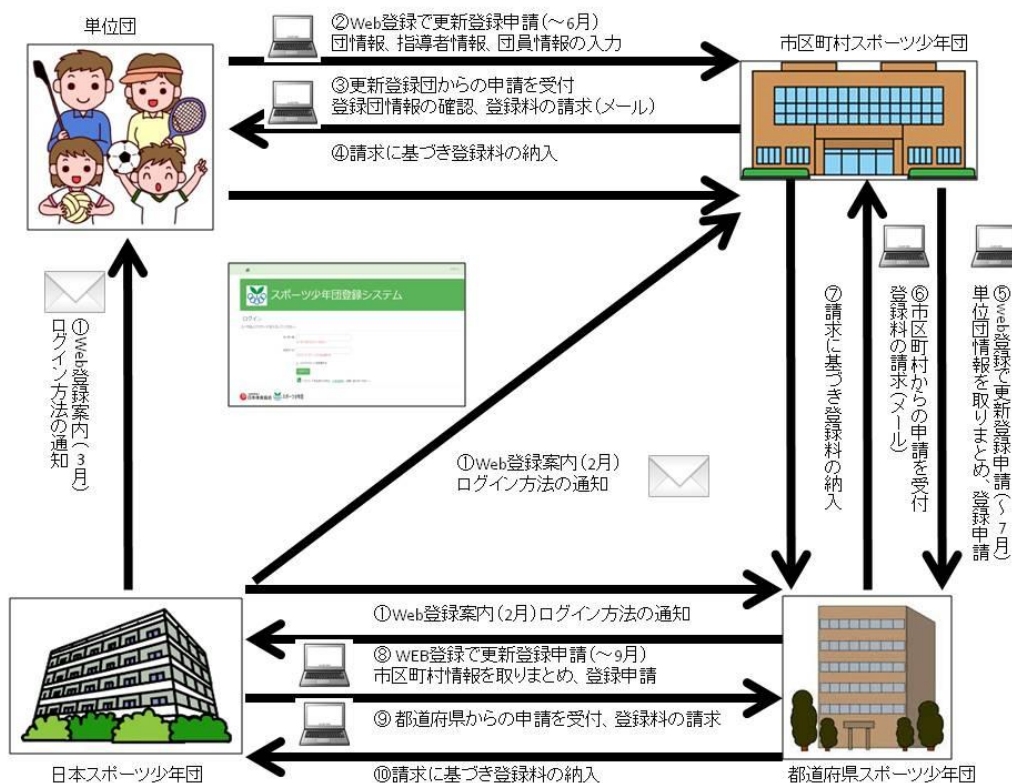 単位団
②Web登録で更新登録申請(～6月)
団情報、指導者情報、団員情報の入力
市区町村スポーツ少年団
③更新登録団からの申請を受付
登録団情報の確認、登録料の請求(メール)
④請求に基づき登録料の納入
①Web登録案内(3月)
ログイン方法の通知
スポーツ少年団登録システム
ログイン
①Web登録案内(2月)
ログイン方法の通知
⑤Web登録で更新登録申請(～7月)
単位団情報を取りまとめ、登録申請
⑥市区町村からの申請を受付
登録料の請求(メール)
⑦請求に基づき登録料の納入
①Web登録案内(2月)ログイン方法の通知
⑧ WEB登録で更新登録申請(～9月)
市区町村情報を取りまとめ、登録申請
⑨ 都道府県からの申請を受付、登録料の請求
⑩請求に基づき登録料の納入
日本スポーツ少年団
都道府県スポーツ少年団